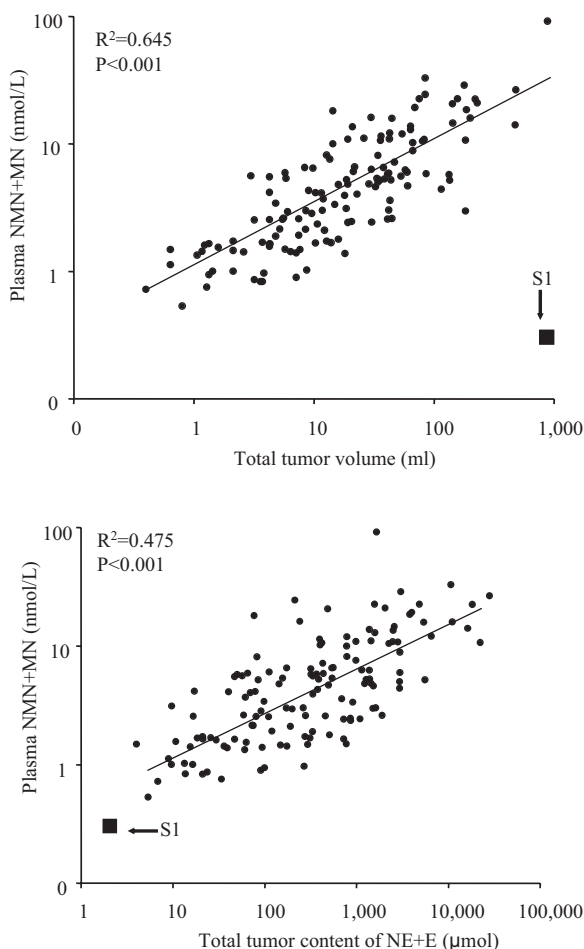 100
R²=0.645
P<0.001
10
Plasma NMN+MN (nmol/L)
1
S1
0
0 1 10 100 1,000
Total tumor volume (ml)
100
R²=0.475
P<0.001
10
Plasma NMN+MN (nmol/L)
1
S1
0
1 10 100 1,000 10,000 100,000
Total tumor content of NE+E (μmol)